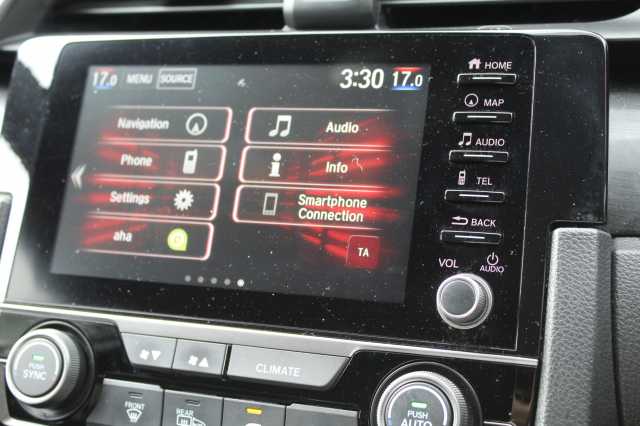 17.0 MENU SOURCE 3:30 17.0
Navigation
Audio
Phone
Info
Settings
Smartphone
Connection
aha
TA
HOME
MAP
AUDIO
TEL
BACK
VOL
AUDIO
PUSH
SYNC
CLIMATE
FRONT
REAR
PUSH
AUTO